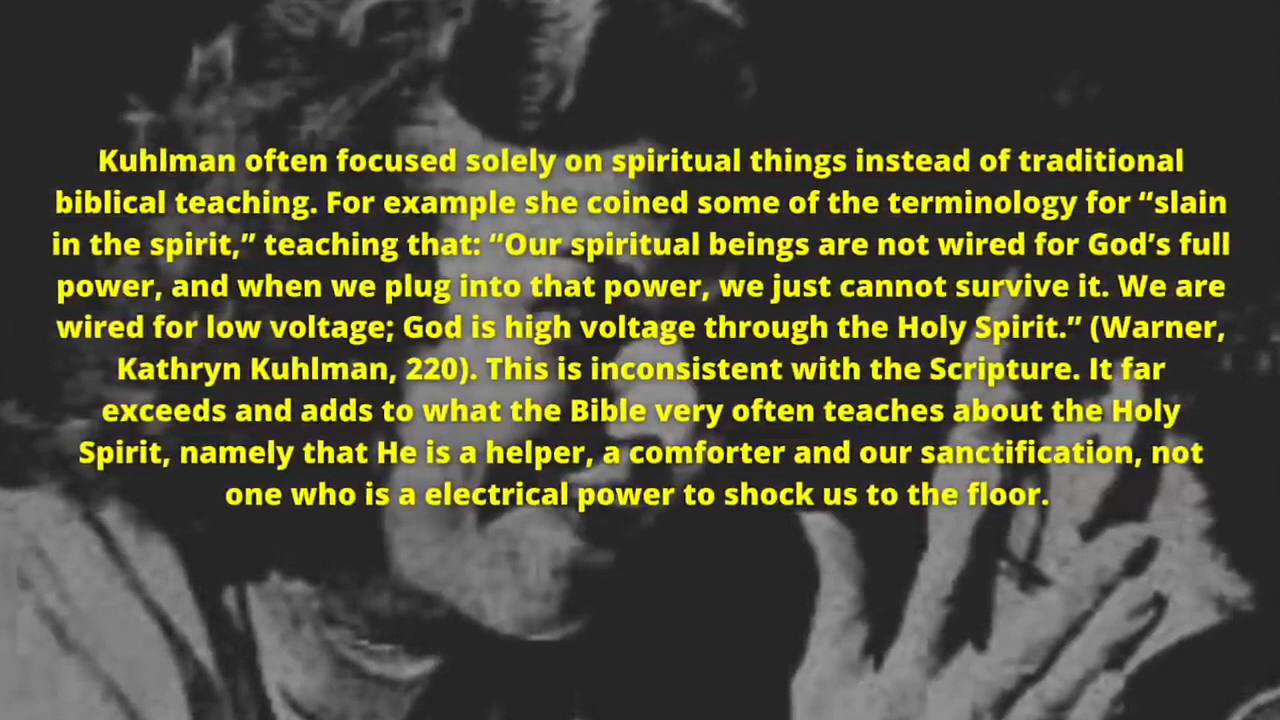 Kuhlman often focused solely on spiritual things instead of traditional
biblical teaching. For example she coined some of the terminology for “slain
in the spirit,” teaching that: “Our spiritual beings are not wired for God’s full
power, and when we plug into that power, we just cannot survive it. We are
wired for low voltage; God is high voltage through the Holy Spirit.” (Warner,
Kathryn Kuhlman, 220). This is inconsistent with the Scripture. It far
exceeds and adds to what the Bible very often teaches about the Holy
Spirit, namely that He is a helper, a comforter and our sanctification, not
one who is a electrical power to shock us to the floor.